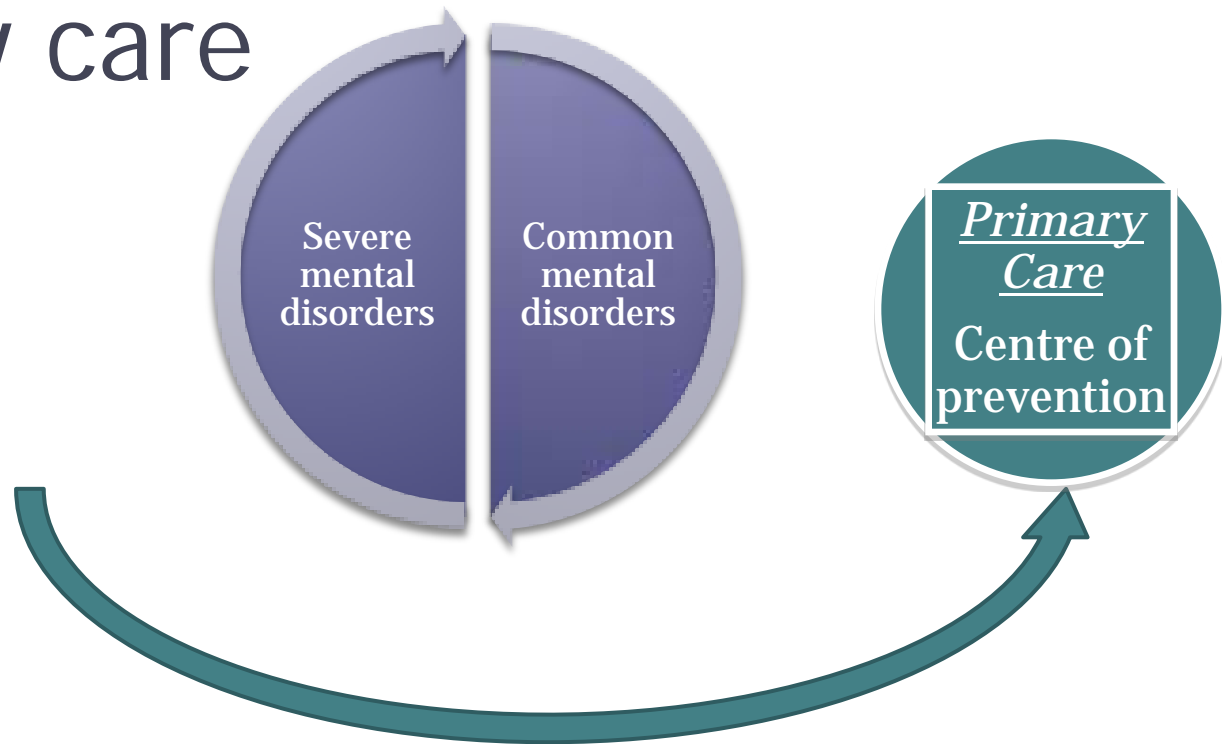 care
Severe
mental
disorders
Common
mental
disorders
Primary
Care
Centre of
prevention